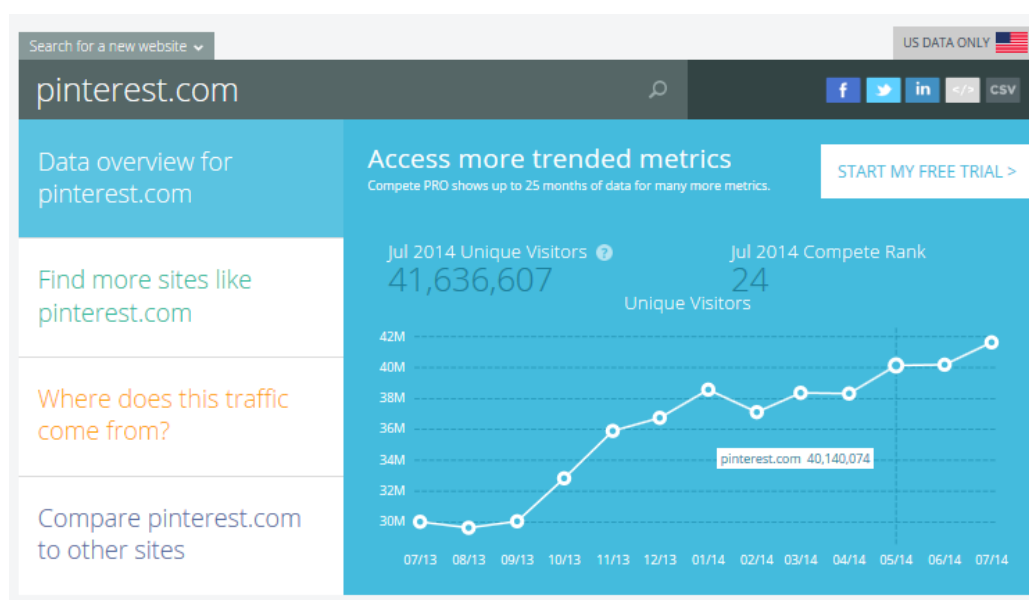 Search for a new website
US DATA ONLY
pinterest.com
f
in
</>
CSV
Data overview for
pinterest.com
Find more sites like
pinterest.com
Where does this traffic
come from?
Compare pinterest.com
to other sites
Access more trended metrics
Compete PRO shows up to 25 months of data for many more metrics.
START MY FREE TRIAL >
Jul 2014 Unique Visitors ?
41,636,607
Jul 2014 Compete Rank
24
Unique Visitors
42M
40M
38M
36M
34M
32M
30M
pinterest.com 40,140,074
07/13 08/13 09/13 10/13 11/13 12/13 01/14 02/14 03/14 04/14 05/14 06/14 07/14